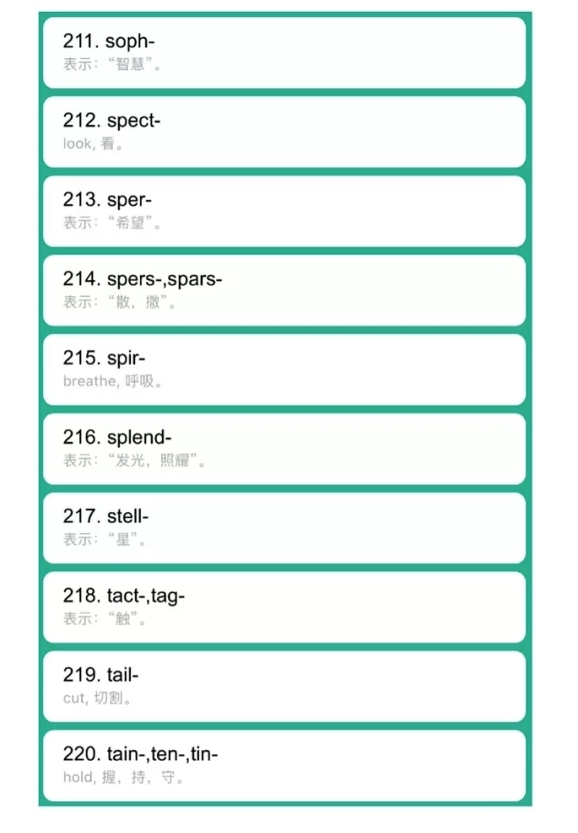 211. soph-
表示：“智慧”。
212. spect-
look, 看。
213. sper-
表示：“希望”。
214. spers-,spars-
表示：“散，撒”。
215. spir-
breathe, 呼吸。
216. splend-
表示：“发光，照耀”。
217. stell-
表示：“星”。
218. tact-,tag-
表示：“触”。
219. tail-
cut, 切割。
220. tain-,ten-,tin-
hold, 握，持，守。